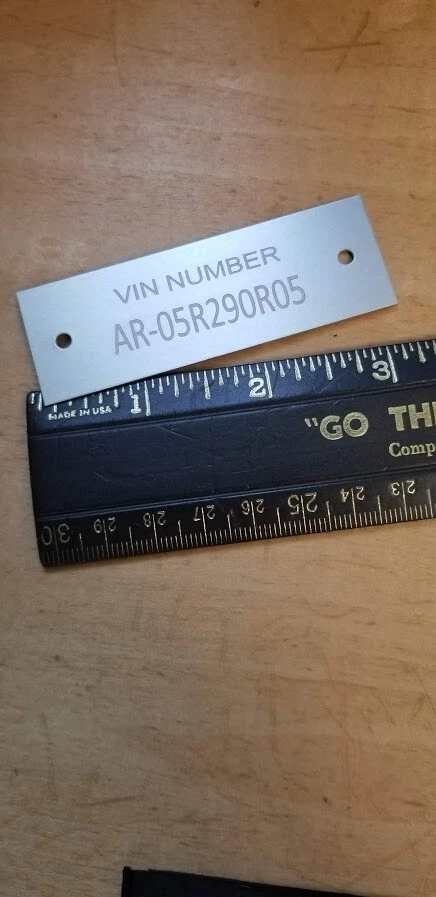 VIN NUMBER
AR-05R290R05
1 2 3
MADE IN USA
"GO TH
Comp
30 29 28 27 26 25 24 23